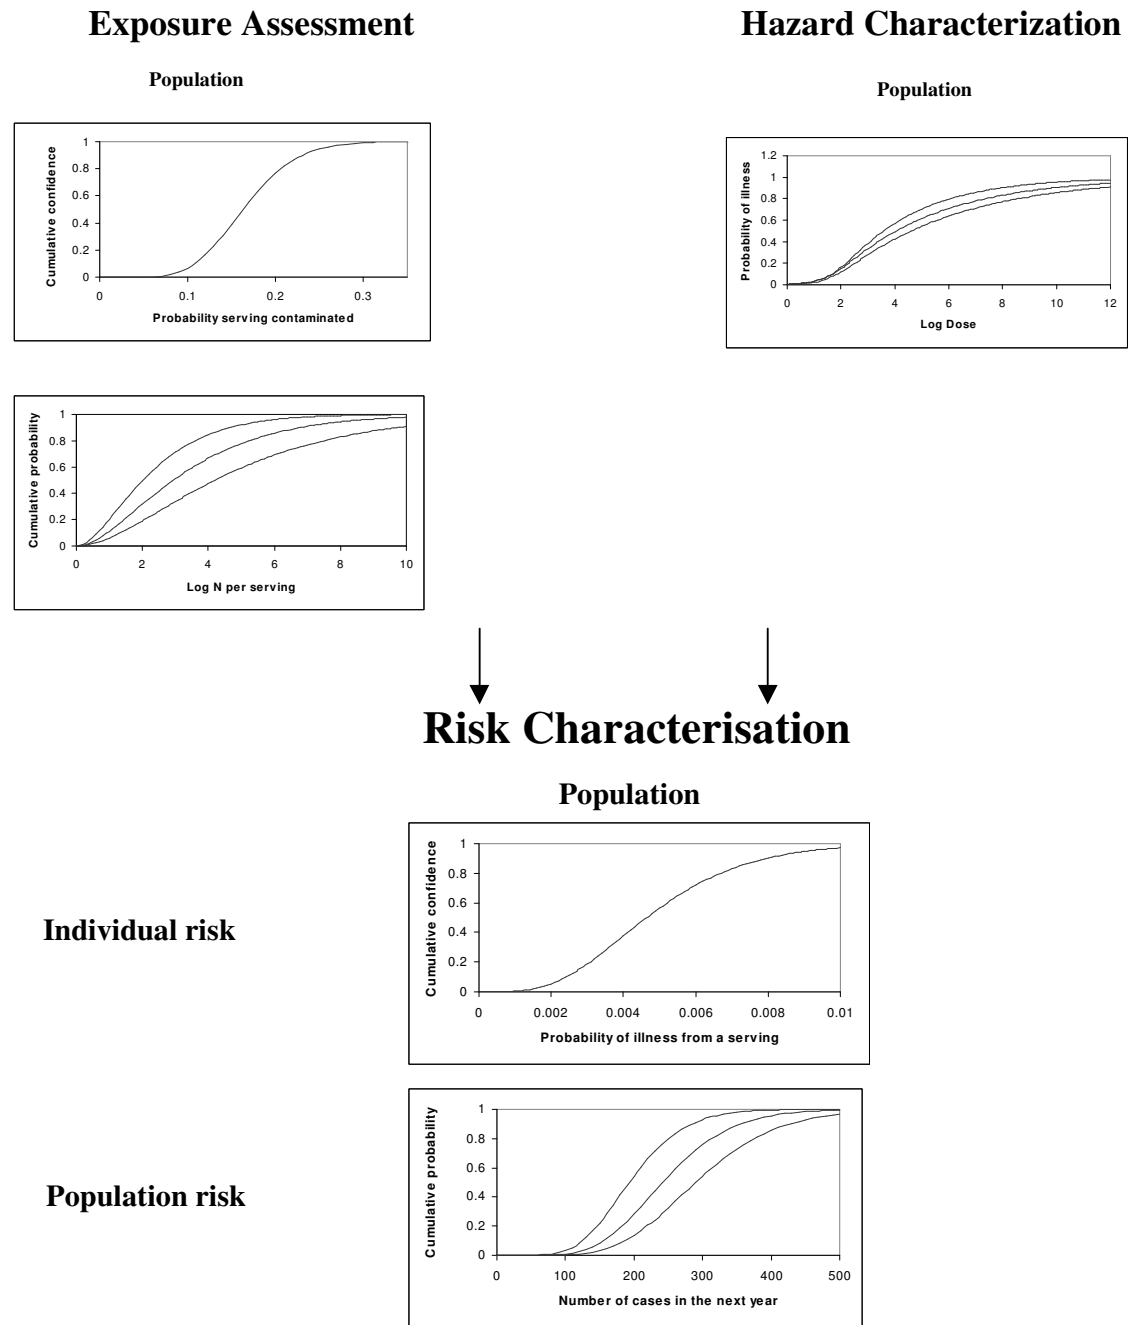 Exposure Assessment
Hazard Characterization
Population
Population
1
0.8
0.6
0.4
0.2
0
Cumulative confidence
0 0.1 0.2 0.3
Probability serving contaminated
1.2
1
0.8
0.6
0.4
0.2
0
Probability of illness
0 2 4 6 8 10 12
Log Dose
1
0.8
0.6
0.4
0.2
0
Cumulative probability
0 2 4 6 8 10
Log N per serving
Risk Characterisation
Population
Individual risk
1
0.8
0.6
0.4
0.2
0
Cumulative confidence
0 0.002 0.004 0.006 0.008 0.01
Probability of illness from a serving
Population risk
1
0.8
0.6
0.4
0.2
0
Cumulative probability
0 100 200 300 400 500
Number of cases in the next year